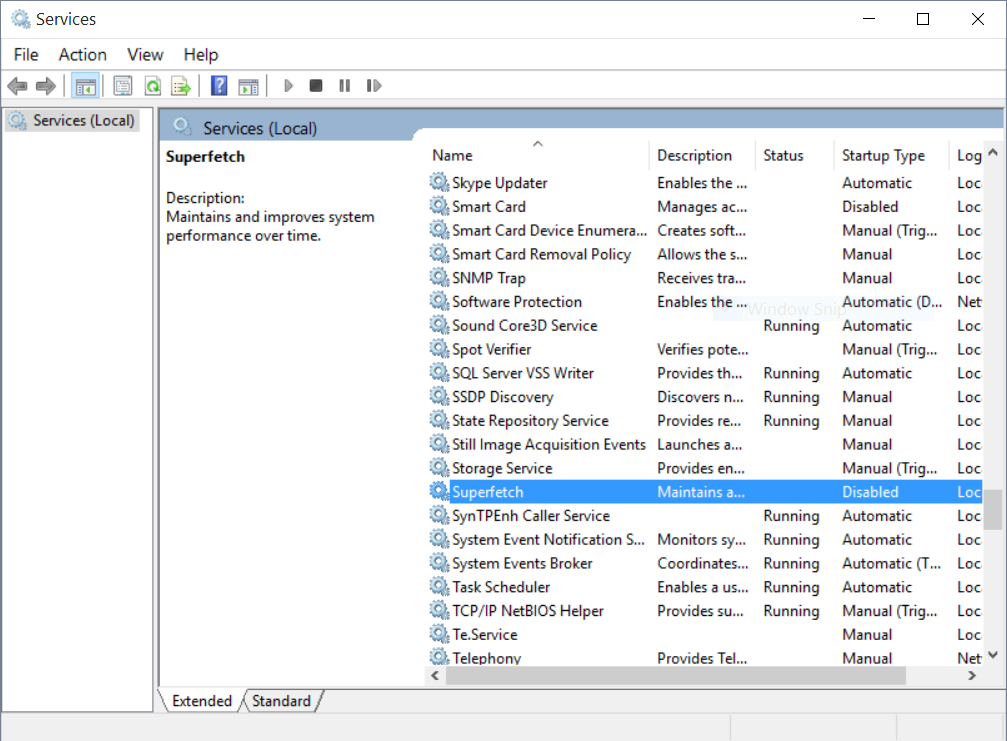 Services
File Action View Help
Services (Local)
Services (Local)
Superfetch
Description:
Maintains and improves system
performance over time.
Name Description Status Startup Type Log
Skype Updater Enables the ... Automatic Loc
Smart Card Manages ac... Disabled Loc
Smart Card Device Enumera... Creates soft... Manual (Trig... Loc
Smart Card Removal Policy Allows the s... Manual Loc
SNMP Trap Receives tra... Manual Loc
Software Protection Enables the ... Automatic (D... Net
Window Snip
Sound Core3D Service Running Automatic Loc
Spot Verifier Verifies pote... Manual (Trig... Loc
SQL Server VSS Writer Provides th... Running Automatic Loc
SSDP Discovery Discovers n... Running Manual Loc
State Repository Service Provides re... Running Manual Loc
Still Image Acquisition Events Launches a... Manual Loc
Storage Service Provides en... Manual (Trig... Loc
Superfetch Maintains a... Disabled Loc
SynTPEnh Caller Service Running Automatic Loc
System Event Notification S... Monitors sy... Running Automatic Loc
System Events Broker Coordinates... Running Automatic (T... Loc
Task Scheduler Enables a us... Running Automatic Loc
TCP/IP NetBIOS Helper Provides su... Running Manual (Trig... Loc
Te.Service Manual Loc
Telephony Provides Tel... Manual Net
Extended Standard